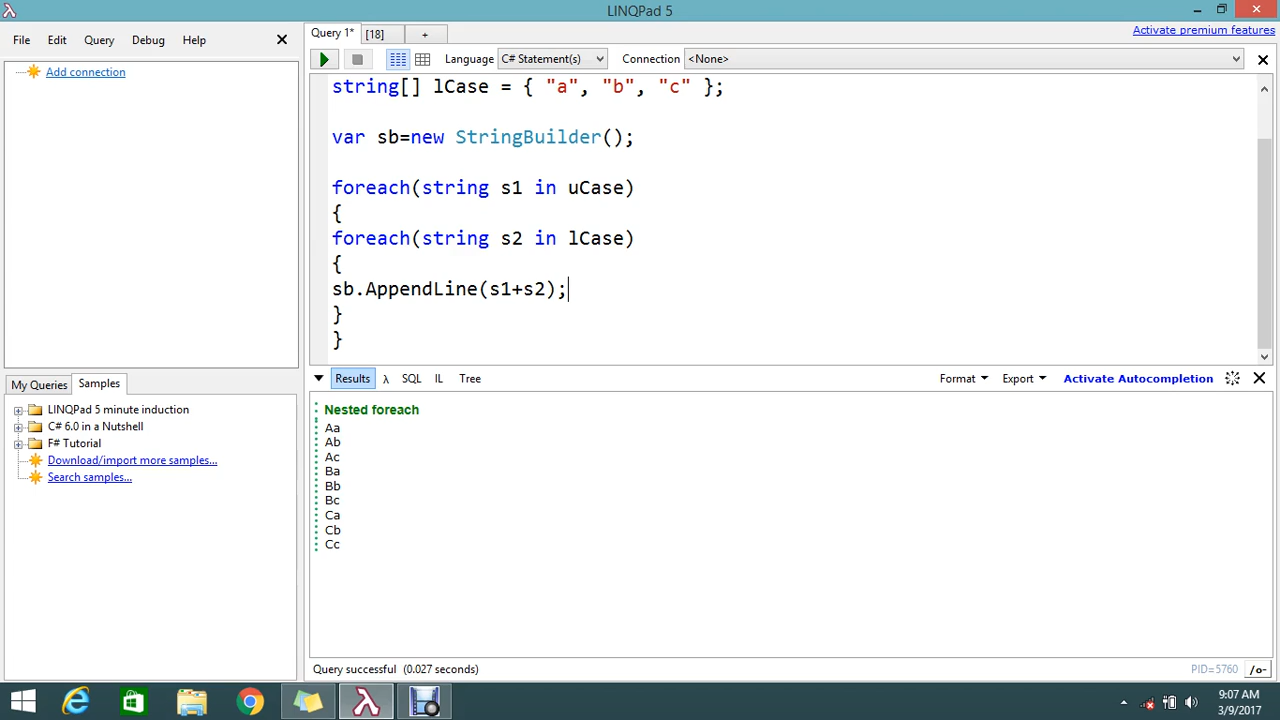 LINQPad 5
File Edit Query Debug Help
Add connection
Query 1* [18] +
Activate premium features
Language C# Statement(s) Connection <None>
string[] lCase = { "a", "b", "c" };
var sb=new StringBuilder();
foreach(string s1 in uCase)
{
foreach(string s2 in lCase)
{
sb.AppendLine(s1+s2);
}
}
My Queries Samples
LINQPad 5 minute induction
C# 6.0 in a Nutshell
F# Tutorial
Download/import more samples...
Search samples...
Results λ SQL IL Tree
Format Export Activate Autocompletion
Nested foreach
Aa
Ab
Ac
Ba
Bb
Bc
Ca
Cb
Cc
Query successful (0.027 seconds)
PID=5760 /o-
9:07 AM
3/9/2017